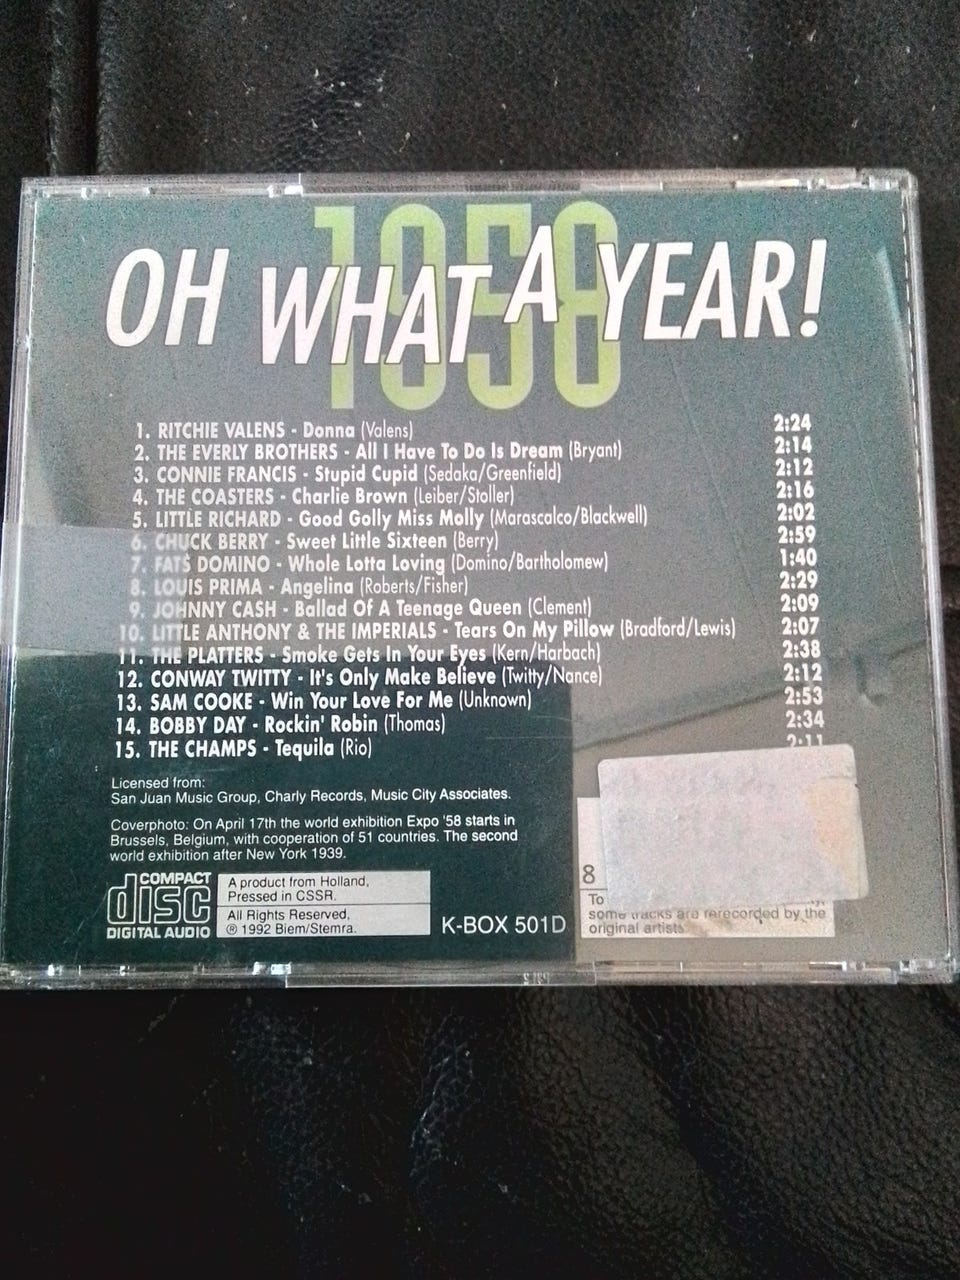 1958
OH WHAT A YEAR!
1. RITCHIE VALENS - Donna (Valens) 2:24
2. THE EVERLY BROTHERS - All I Have To Do Is Dream (Bryant) 2:14
3. CONNIE FRANCIS - Stupid Cupid (Sedaka/Greenfield) 2:12
4. THE COASTERS - Charlie Brown (Leiber/Stoller) 2:16
5. LITTLE RICHARD - Good Golly Miss Molly (Marascalco/Blackwell) 2:02
6. CHUCK BERRY - Sweet Little Sixteen (Berry) 2:59
7. FATS DOMINO - Whole Lotta Loving (Domino/Bartholomew) 1:40
8. LOUIS PRIMA - Angelina (Roberts/Fisher) 2:29
9. JOHNNY CASH - Ballad Of A Teenage Queen (Clement) 2:09
10. LITTLE ANTHONY & THE IMPERIALS - Tears On My Pillow (Bradford/Lewis) 2:07
11. THE PLATTERS - Smoke Gets In Your Eyes (Kern/Harbach) 2:38
12. CONWAY TWITTY - It's Only Make Believe (Twitty/Nance) 2:12
13. SAM COOKE - Win Your Love For Me (Unknown) 2:53
14. BOBBY DAY - Rockin' Robin (Thomas) 2:34
15. THE CHAMPS - Tequila (Rio) 2:11
Licensed from:
San Juan Music Group, Charly Records, Music City Associates.
Coverphoto: On April 17th the world exhibition Expo '58 starts in
Brussels, Belgium, with cooperation of 51 countries. The second
world exhibition after New York 1939.
COMPACT
disc
DIGITAL AUDIO
A product from Holland,
Pressed in CSSR.
All Rights Reserved,
℗ 1992 Biem/Stemra.
K-BOX 501D
8
To
some tracks are rerecorded by the
original artists